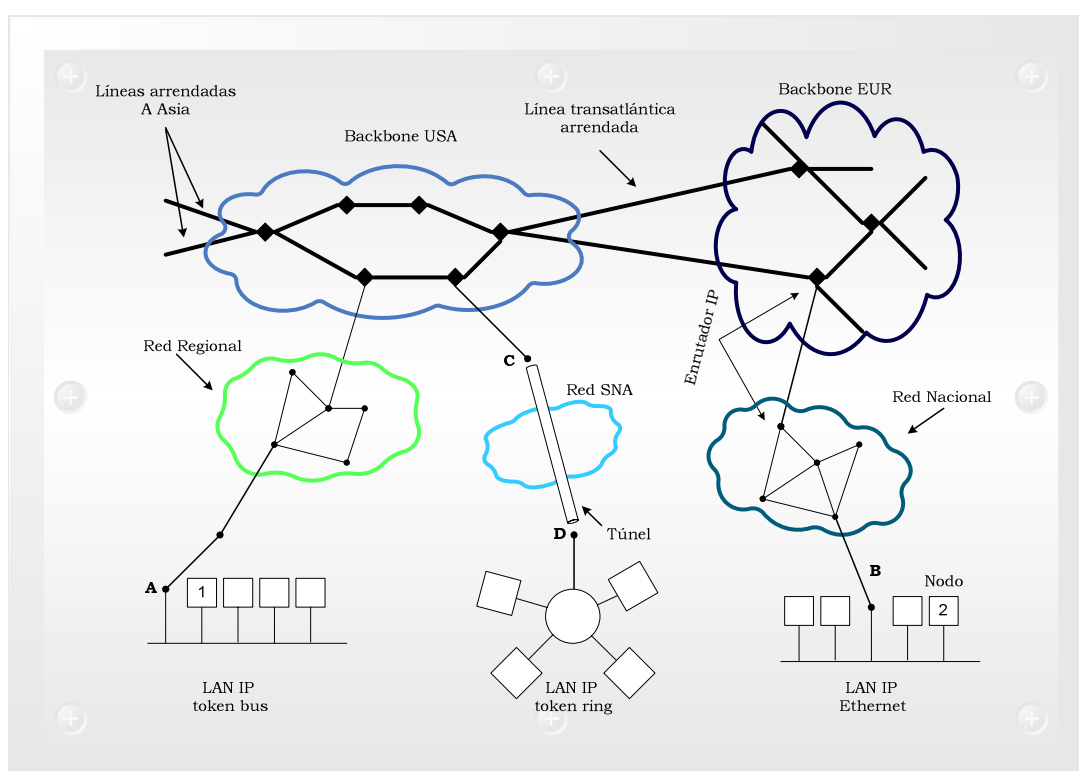 Líneas arrendadas
A Asia
Backbone USA
Línea transatlántica
arrendada
Backbone EUR
Enrutador IP
Red Regional
C
Red SNA
Red Nacional
D
Túnel
A
1
B
Nodo
2
LAN IP
token bus
LAN IP
token ring
LAN IP
Ethernet